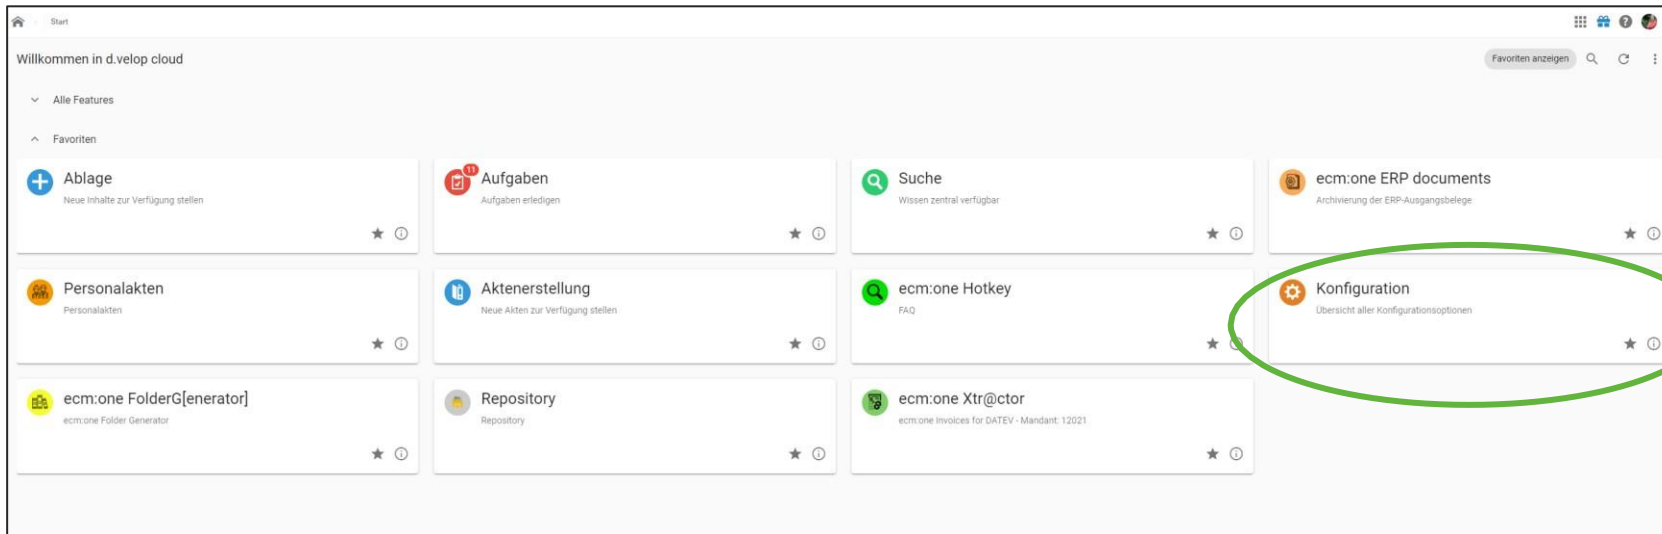 Start
Willkommen in d.velop cloud
Favoriten anzeigen
Alle Features
Favoriten
Ablage
Neue Inhalte zur Verfügung stellen
11
Aufgaben
Aufgaben erledigen
Suche
Wissen zentral verfügbar
ecm:one ERP documents
Archivierung der ERP-Ausgangsbelege
Personalakten
Personalakten
Aktenerstellung
Neue Akten zur Verfügung stellen
ecm:one Hotkey
FAQ
Konfiguration
Übersicht aller Konfigurationsoptionen
ecm:one FolderG[enerator]
ecm:one Folder Generator
Repository
Repository
ecm:one Xtr@ctor
ecm:one Invoices for DATEV - Mandant: 12021